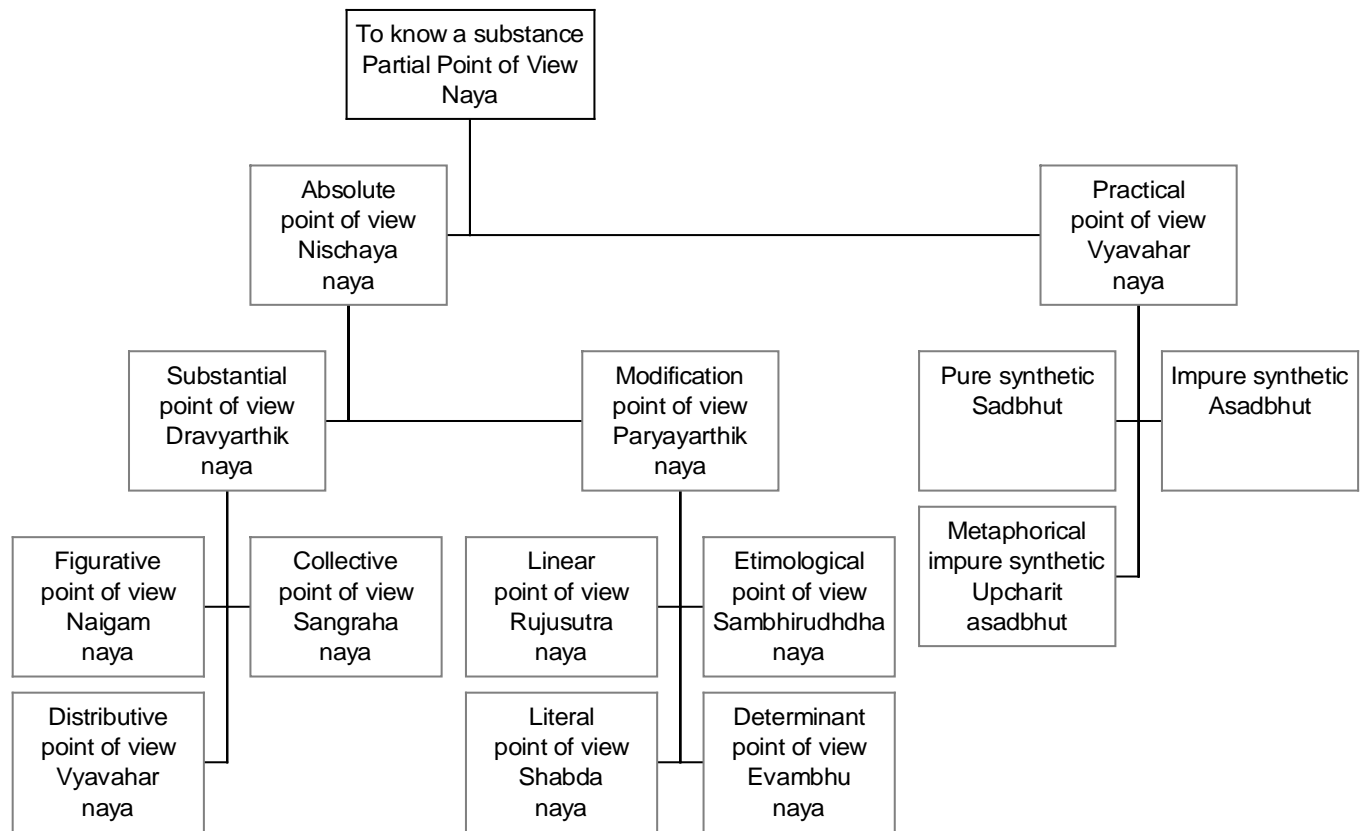 To know a substance
Partial Point of View
Naya
Absolute
point of view
Nischaya
naya
Practical
point of view
Vyavahar
naya
Substantial
point of view
Dravyarthik
naya
Modification
point of view
Paryayarthik
naya
Pure synthetic
Sadbhut
Impure synthetic
Asadbhut
Metaphorical
impure synthetic
Upcharit
asadbhut
Figurative
point of view
Naigam
naya
Collective
point of view
Sangraha
naya
Linear
point of view
Rujusutra
naya
Etimological
point of view
Sambhirudhdha
naya
Distributive
point of view
Vyavahar
naya
Literal
point of view
Shabda
naya
Determinant
point of view
Evambhu
naya